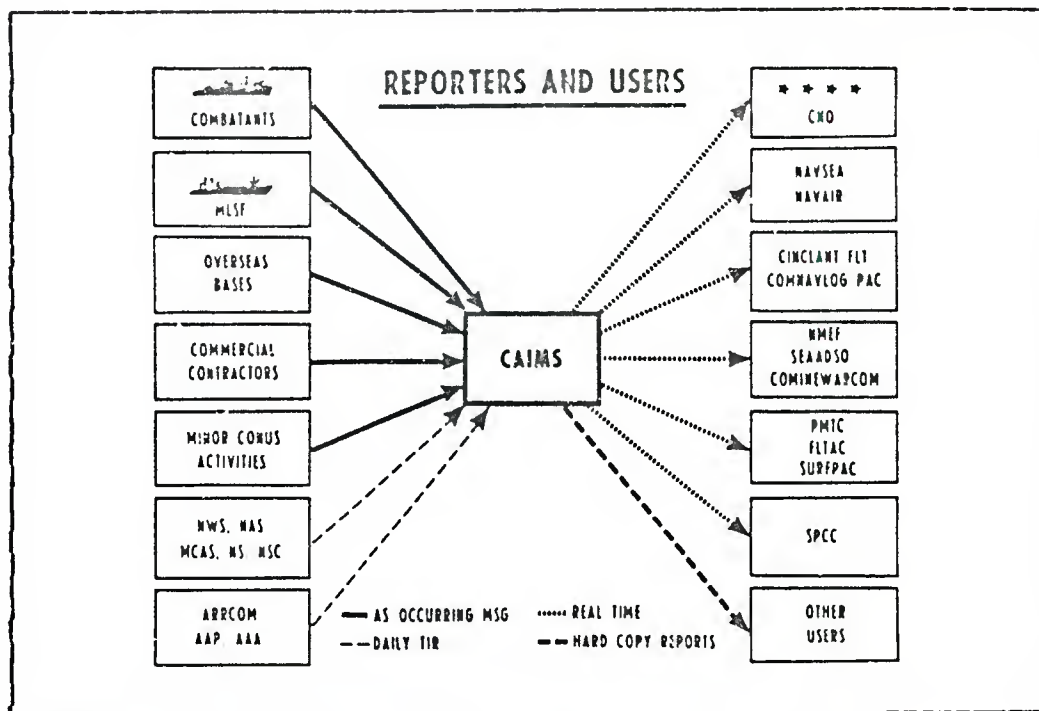 REPORTERS AND USERS
COMBATANTS
MLSF
OVERSEAS
BASES
COMMERCIAL
CONTRACTORS
MINOR CONUS
ACTIVITIES
NWS, NAS
MCAS, NS, NSC
ARRCOM
AAP, AAA
CAIMS
* * * *
CNO
NAVSEA
NAVAIR
CINCLANT FLT
COMNAVLOG PAC
NMEF
SEAADSO
COMINEWARCOM
PMTC
FLTAC
SURFPAC
SPCC
OTHER
USERS
AS OCCURRING MSG
REAL TIME
DAILY TIR
HARD COPY REPORTS